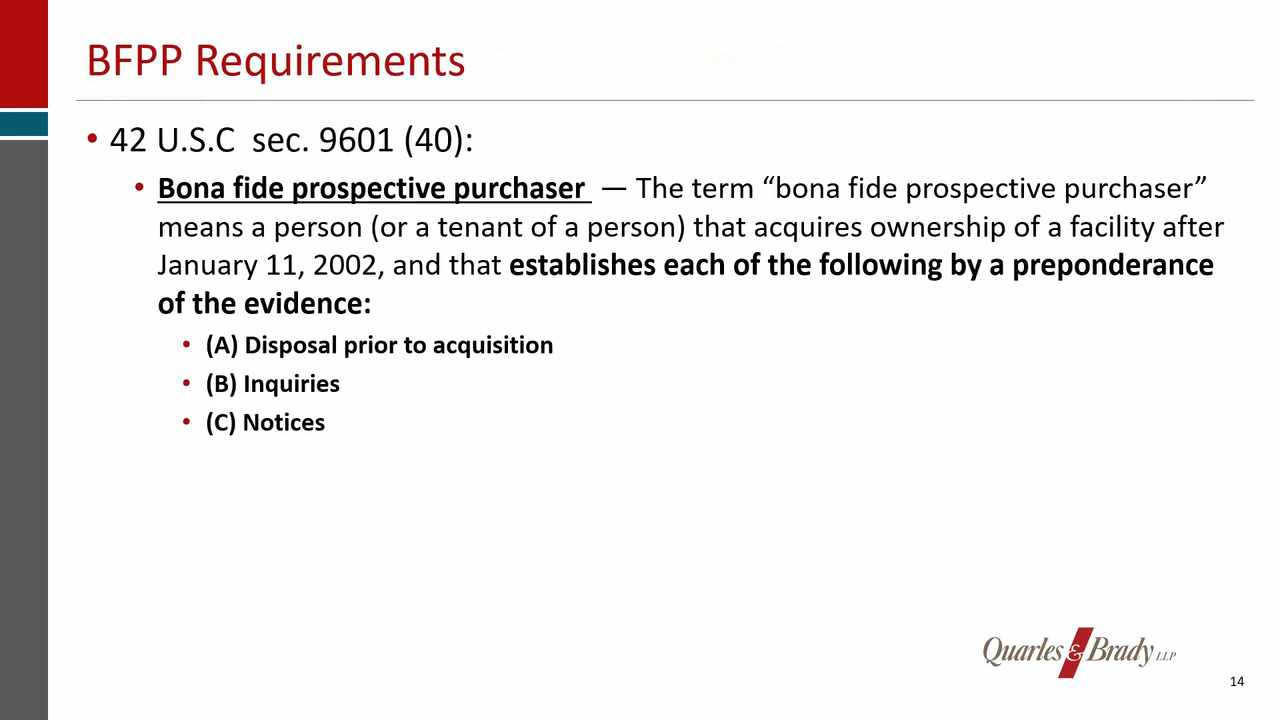 BFPP Requirements
• 42 U.S.C  sec. 9601 (40):
• Bona fide prospective purchaser  — The term “bona fide prospective purchaser”
means a person (or a tenant of a person) that acquires ownership of a facility after
January 11, 2002, and that establishes each of the following by a preponderance
of the evidence:
• (A) Disposal prior to acquisition
• (B) Inquiries
• (C) Notices
Quarles & Brady LLP
14